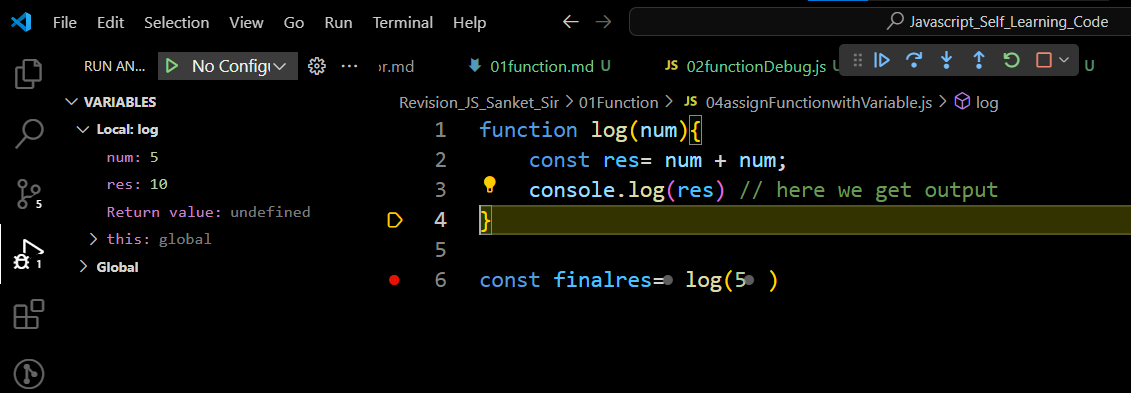 File Edit Selection View Go Run Terminal Help Javascript_Self_Learning_Code
RUN AN... No Config or.md 01function.md U JS 02functionDebug.js U
VARIABLES
Revision_JS_Sanket_Sir > 01Function > JS 04assignFunctionwithVariable.js > log
Local: log
num: 5
res: 10
Return value: undefined
this: global
Global
5
1
1 function log(num){
2 const res= num + num;
3 console.log(res) // here we get output
4 }
5
6 const finalres= log(5 )